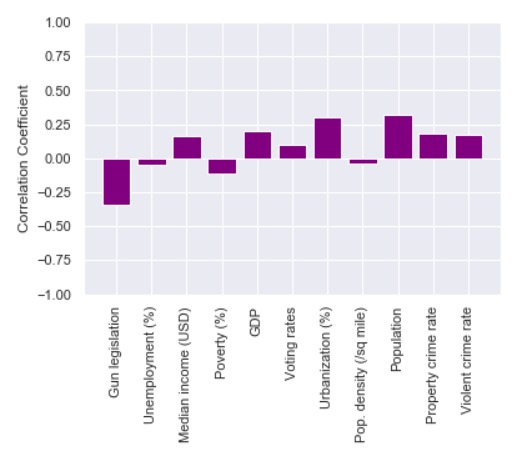 Correlation Coefficient
1.00
0.75
0.50
0.25
0.00
−0.25
−0.50
−0.75
−1.00
Gun legislation
Unemployment (%)
Median income (USD)
Poverty (%)
GDP
Voting rates
Urbanization (%)
Pop. density (/sq mile)
Population
Property crime rate
Violent crime rate